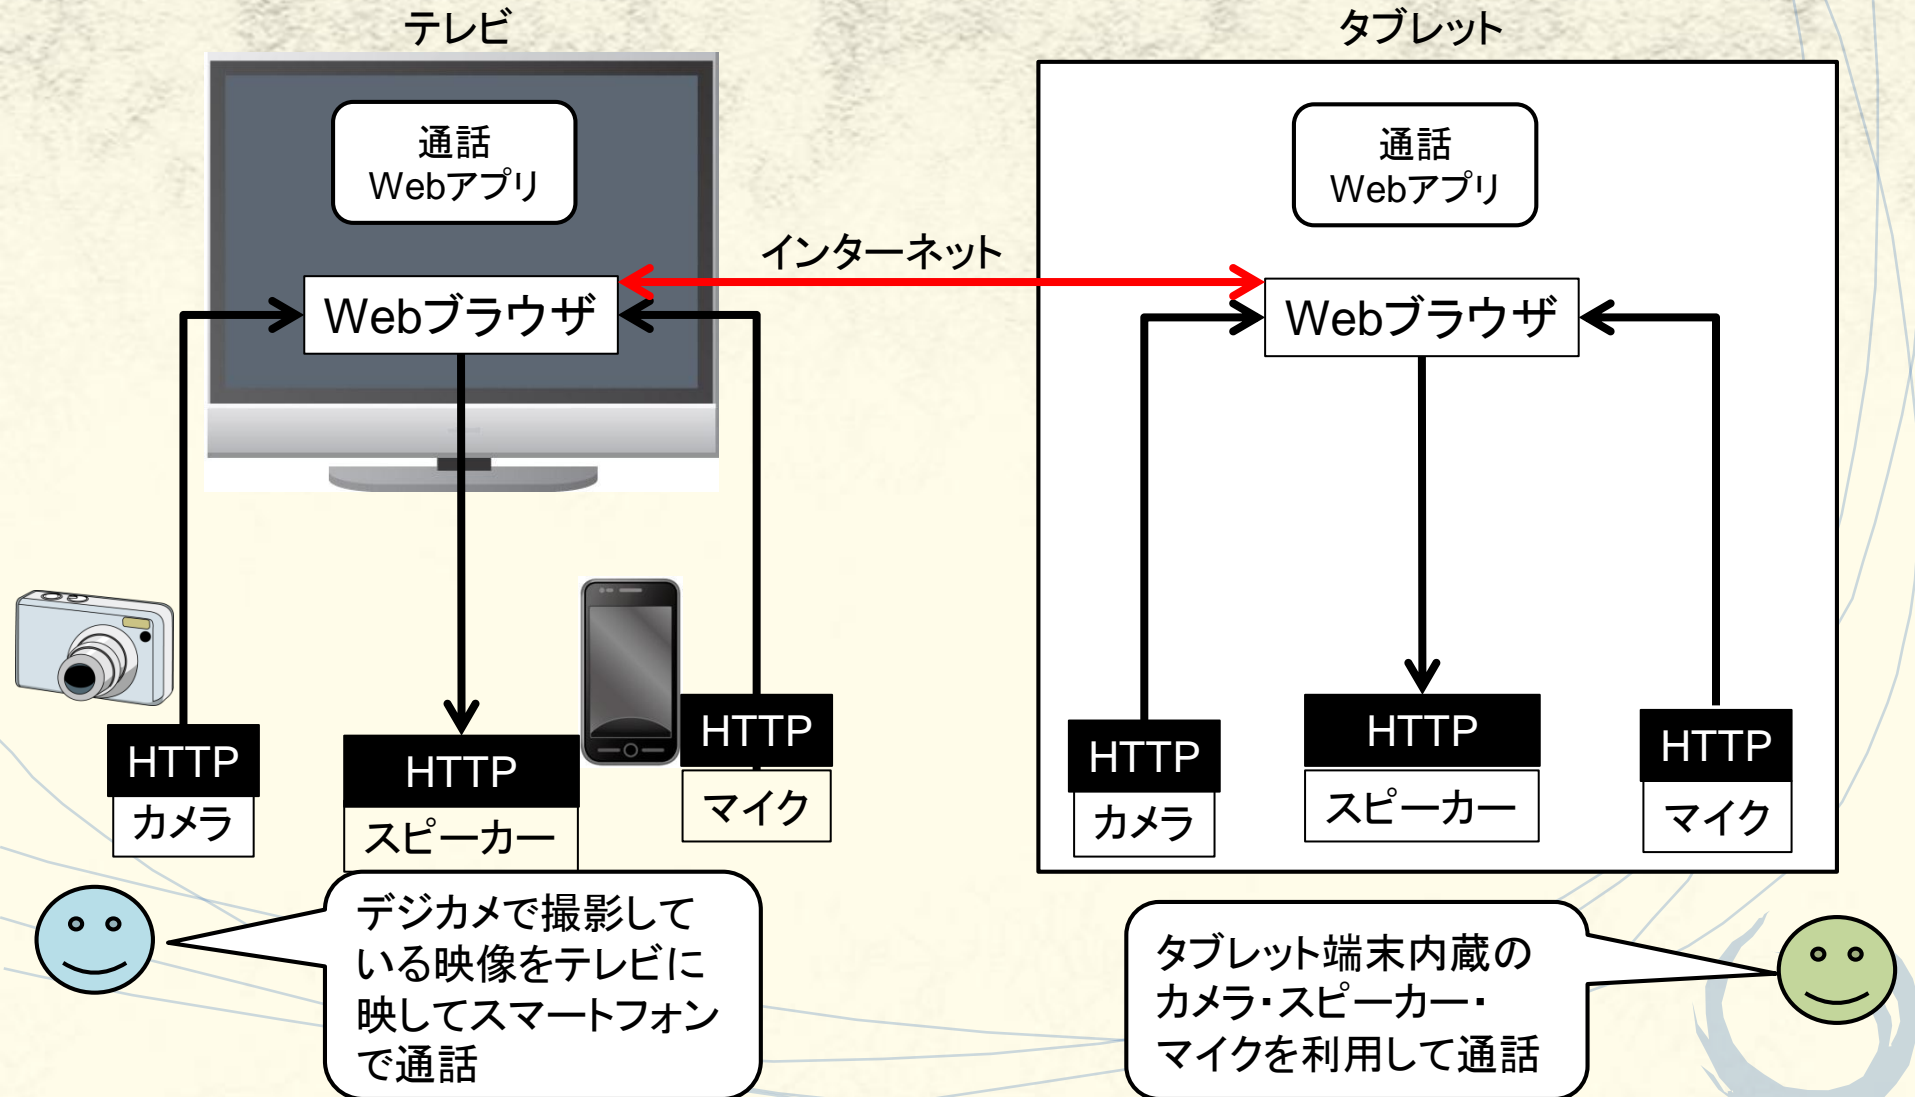 テレビ
通話
Webアプリ
Webブラウザ
インターネット
タブレット
通話
Webアプリ
Webブラウザ
HTTP
カメラ
HTTP
スピーカー
HTTP
マイク
HTTP
カメラ
HTTP
スピーカー
HTTP
マイク
デジカメで撮影して
いる映像をテレビに
映してスマートフォン
で通話
タブレット端末内蔵の
カメラ・スピーカー・
マイクを利用して通話